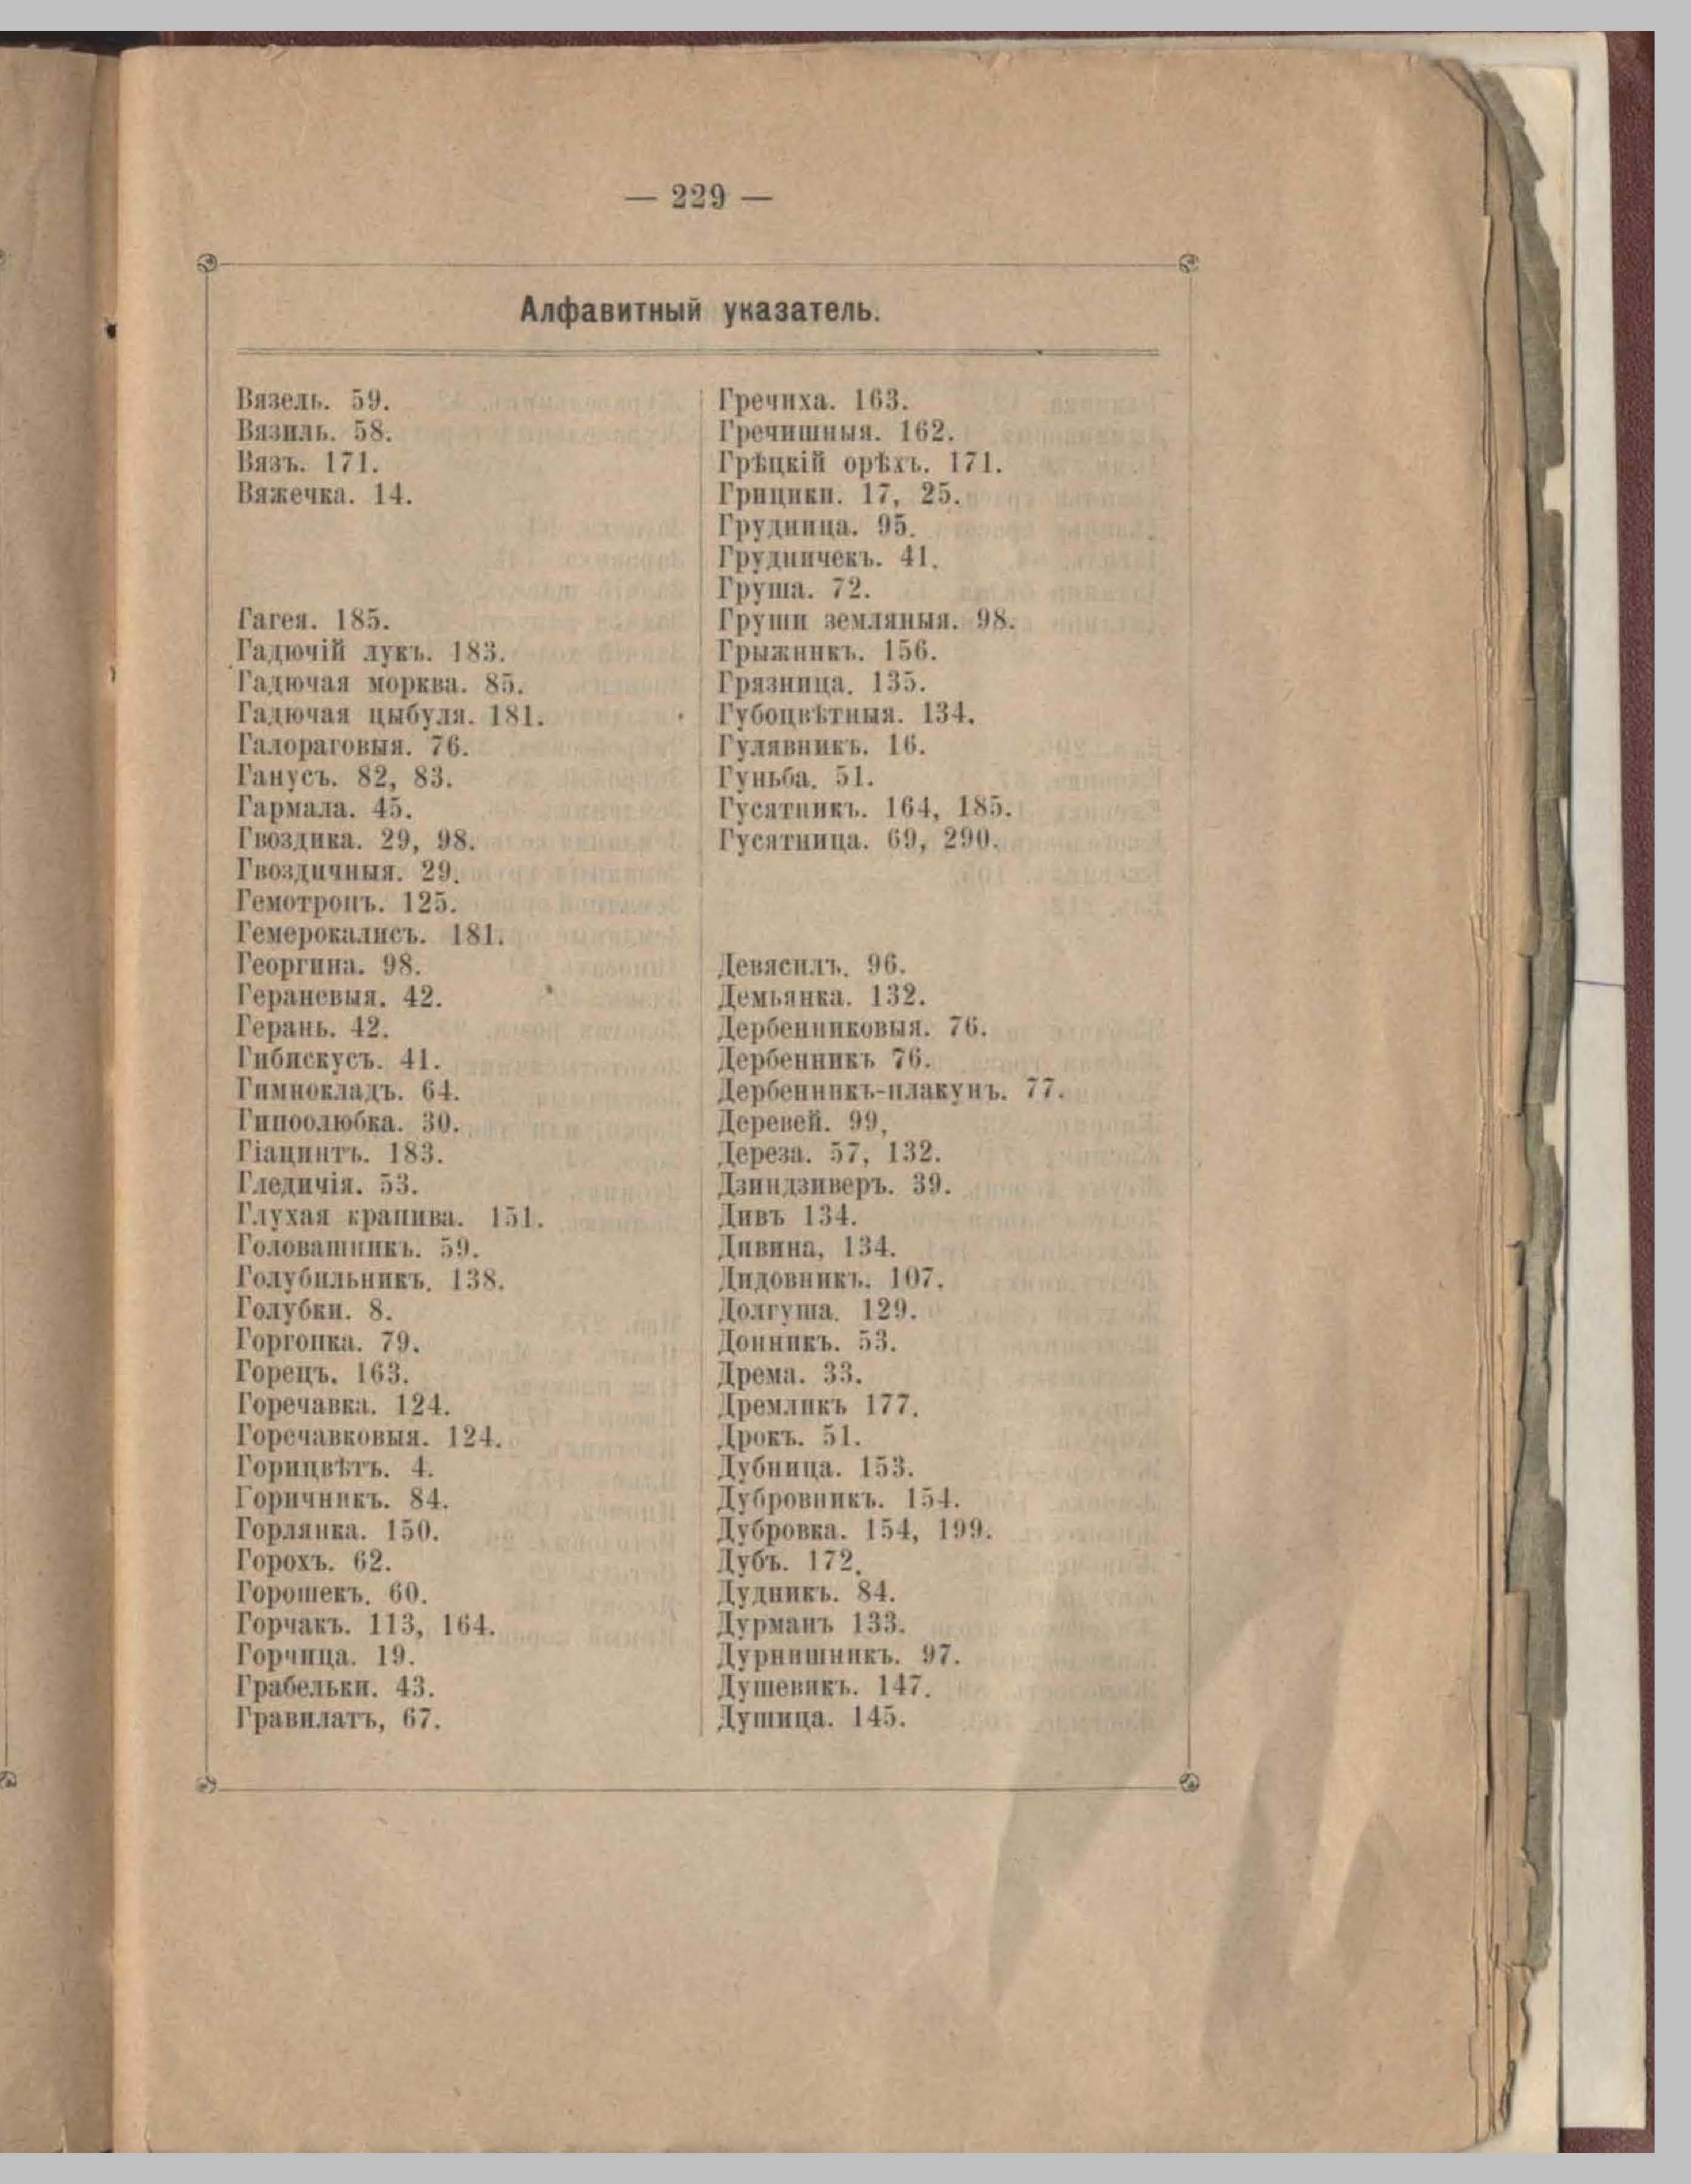 — 229 —
Алфавитный указатель.
Вязель. 59.
Вязиль. 58.
Вязъ. 171.
Вяжечка. 14.
Гагея. 185.
Гадючій лукъ. 183.
Гадючая морква. 85.
Гадючая цыбуля. 181.
Галораговыя. 76.
Ганусъ. 82, 83.
Гармала. 45.
Гвоздика. 29, 98.
Гвоздичныя. 29.
Гемотропъ. 125.
Гемерокалисъ. 181.
Георгина. 98.
Гераневыя. 42.
Герань. 42.
Гибискусъ. 41.
Гимнокладъ. 64.
Гипоолюбка. 30.
Гіацинтъ. 183.
Гледичія. 53.
Глухая крапива. 151.
Головашникъ. 59.
Голубильникъ. 138.
Голубки. 8.
Горгопка. 79.
Горецъ. 163.
Горечавка. 124.
Горечавковыя. 124.
Горицвѣтъ. 4.
Горичникъ. 84.
Горлянка. 150.
Горохъ. 62.
Горошекъ. 60.
Горчакъ. 113, 164.
Горчица. 19.
Грабельки. 43.
Гравилатъ, 67.
Гречиха. 163.
Гречишныя. 162.
Грѣцкій орѣхъ. 171.
Грицики. 17, 25.
Грудница. 95.
Грудничекъ. 41.
Груша. 72.
Груши земляныя. 98.
Грыжникъ. 156.
Грязница. 135.
Губоцвѣтныя. 134.
Гулявникъ. 16.
Гуньба. 51.
Гусятникъ. 164, 185.
Гусятница. 69, 290.
Девясилъ. 96.
Демьянка. 132.
Дербенниковыя. 76.
Дербенникъ 76.
Дербенникъ-плакунъ. 77.
Деревей. 99,
Дереза. 57, 132.
Дзиндзиверъ. 39.
Дивъ 134.
Дивина, 134.
Дидовникъ. 107.
Долгуша. 129.
Донникъ. 53.
Дрема. 33.
Дремликъ 177.
Дрокъ. 51.
Дубница. 153.
Дубровникъ. 154.
Дубровка. 154, 199.
Дубъ. 172.
Дудникъ. 84.
Дурманъ 133.
Дурнишникъ. 97.
Душевикъ. 147.
Душица. 145.